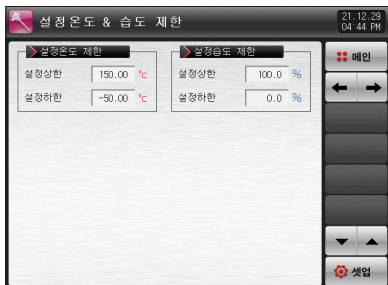 설정온도 & 습도 제한
21.12.29
04:44 PM
설정온도 제한
설정상한 150.00 ℃
설정하한 -50.00 ℃
설정습도 제한
설정상한 100.0 %
설정하한 0.0 %
메인
셋업